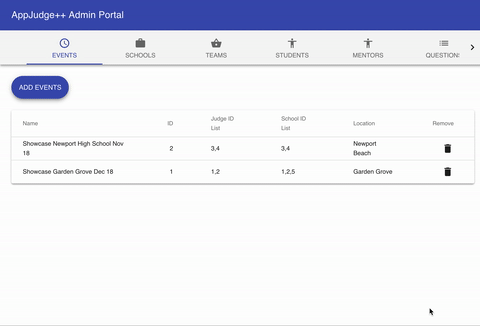 AppJudge++ Admin Portal
EVENTS SCHOOLS TEAMS STUDENTS MENTORS QUESTION
ADD EVENTS
Name ID Judge ID List School ID List Location Remove
Showcase Newport High School Nov 18 2 3,4 3,4 Newport Beach
Showcase Garden Grove Dec 18 1 1,2 1,2,5 Garden Grove